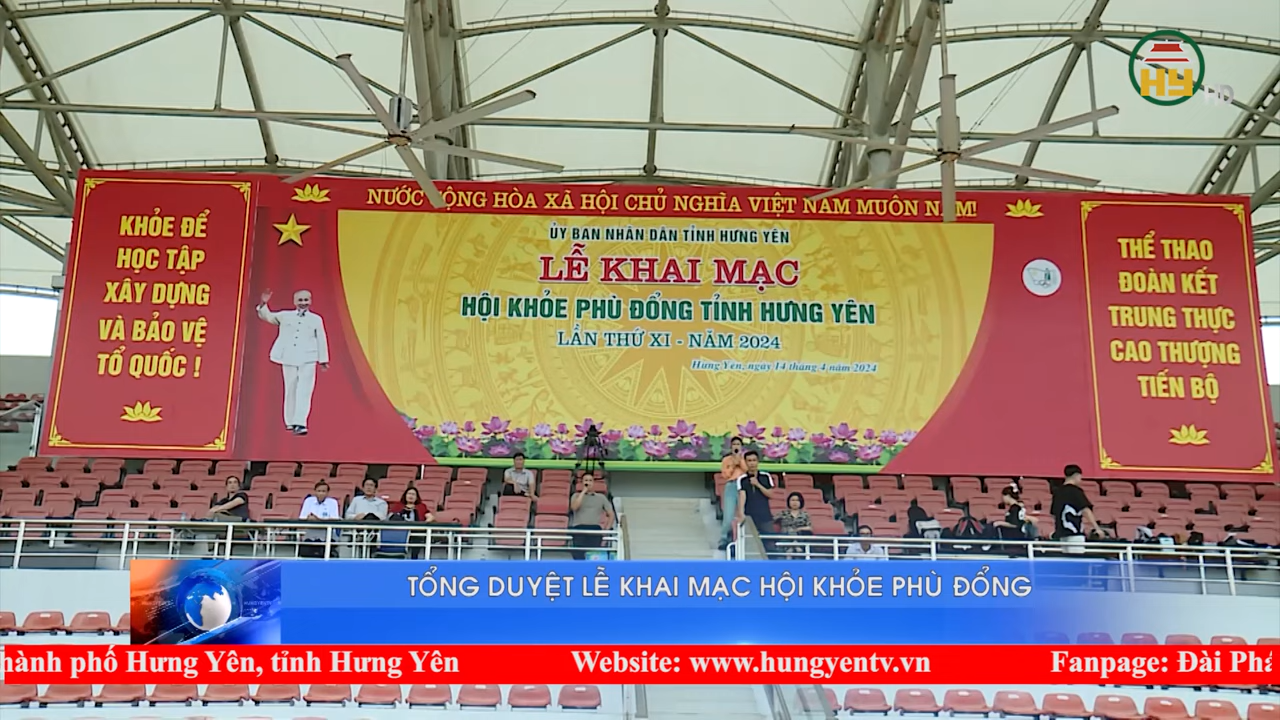 HY HD
NƯỚC CỘNG HÒA XÃ HỘI CHỦ NGHĨA VIỆT NAM MUÔN NĂM!
KHỎE ĐỂ
HỌC TẬP
XÂY DỰNG
VÀ BẢO VỆ
TỔ QUỐC !
ỦY BAN NHÂN DÂN TỈNH HƯNG YÊN
LỄ KHAI MẠC
HỘI KHỎE PHÙ ĐỔNG TỈNH HƯNG YÊN
LẦN THỨ XI - NĂM 2024
Hưng Yên, ngày 14 tháng 4 năm 2024
THỂ THAO
ĐOÀN KẾT
TRUNG THỰC
CAO THƯỢNG
TIẾN BỘ
HUNGYENTV
TỔNG DUYỆT LỄ KHAI MẠC HỘI KHỎE PHÙ ĐỔNG
hành phố Hưng Yên, tỉnh Hưng Yên Website: www.hungyentv.vn Fanpage: Đài Phá